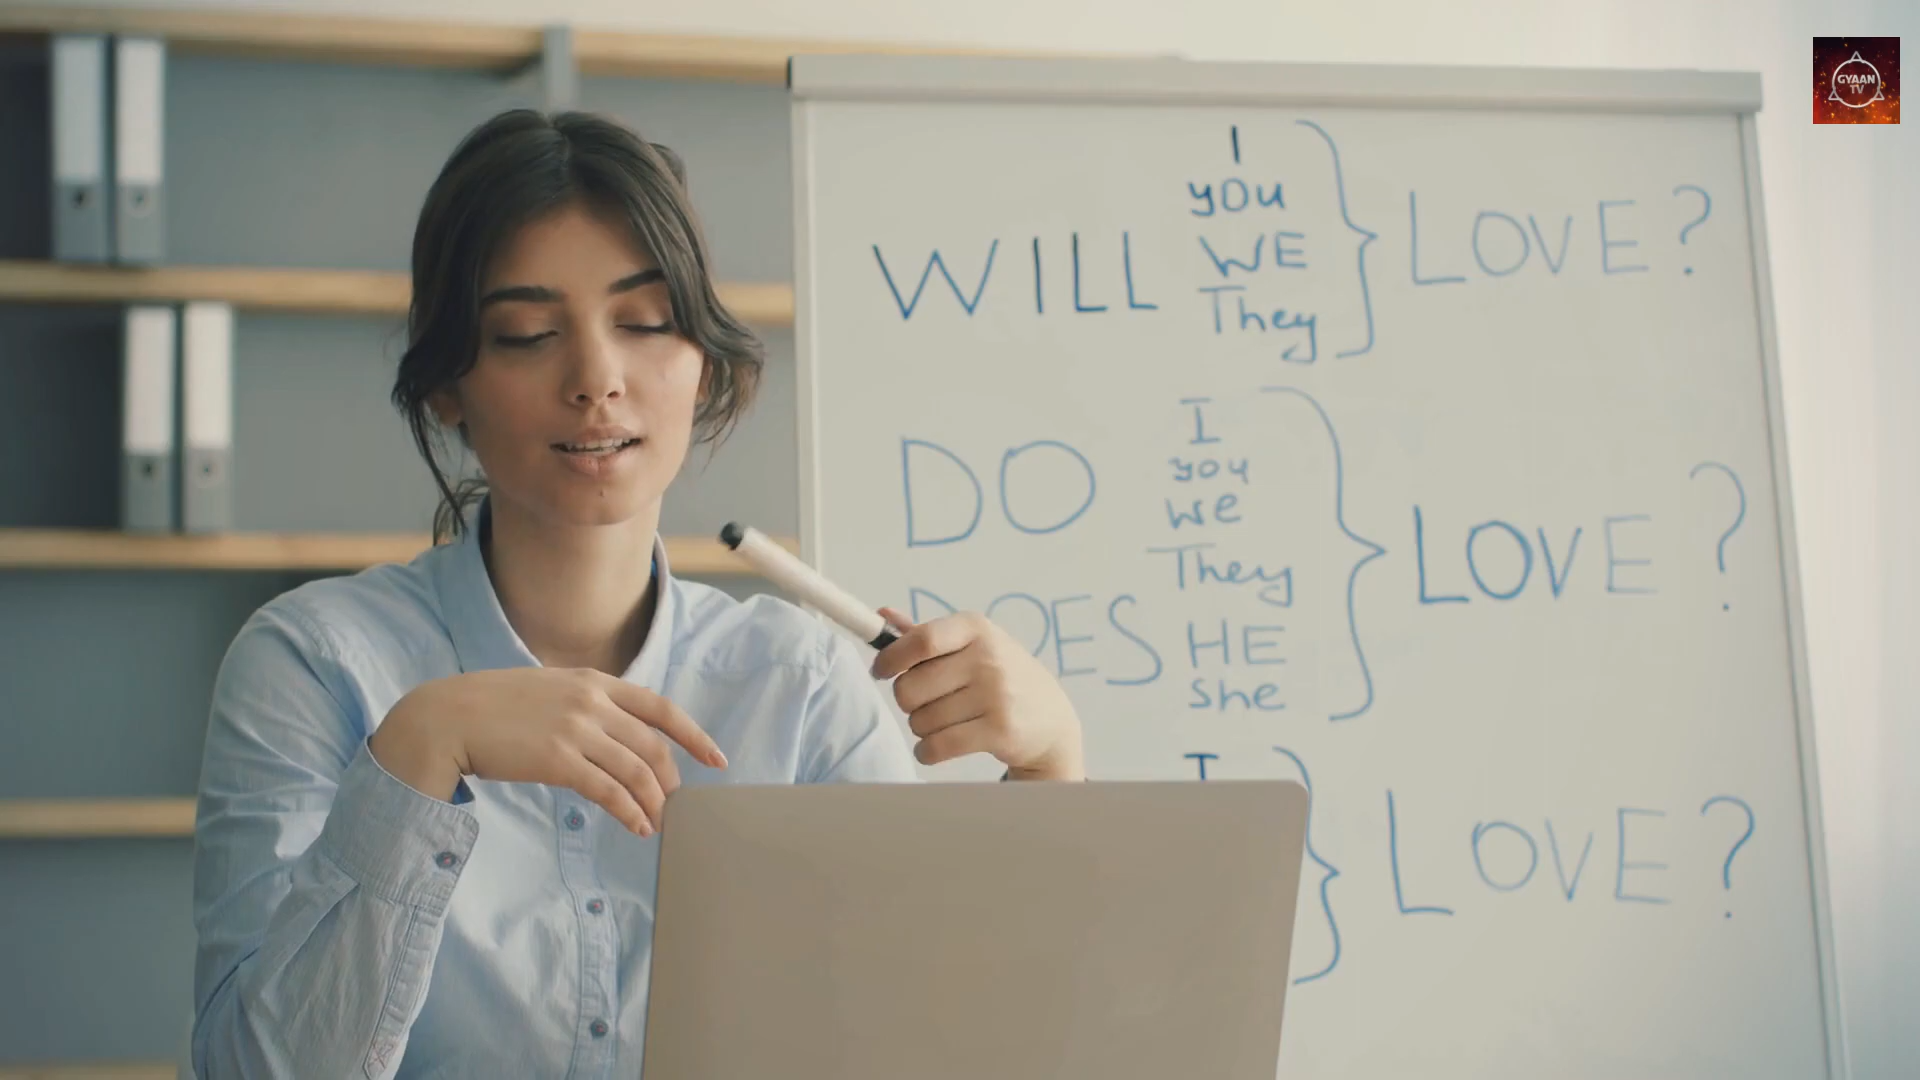 GYAAN
TV
I
you
WE
They
WILL
LOVE?
I
you
we
They
HE
she
DO
DOES
LOVE ?
I
LOVE?